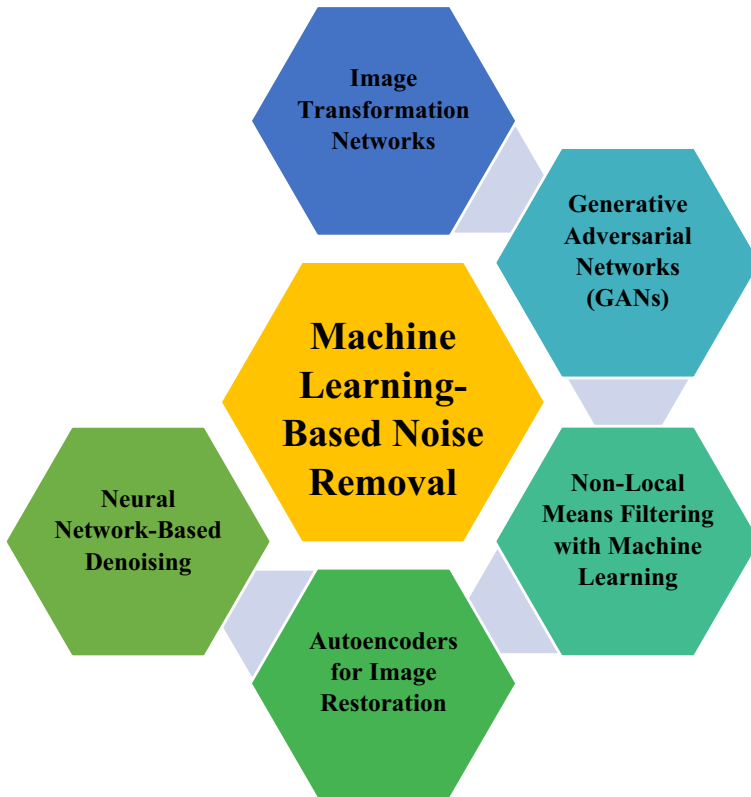 Image
Transformation
Networks
Generative
Adversarial
Networks
(GANs)
Machine
Learning-
Based Noise
Removal
Non-Local
Means Filtering
with Machine
Learning
Neural
Network-Based
Denoising
Autoencoders
for Image
Restoration